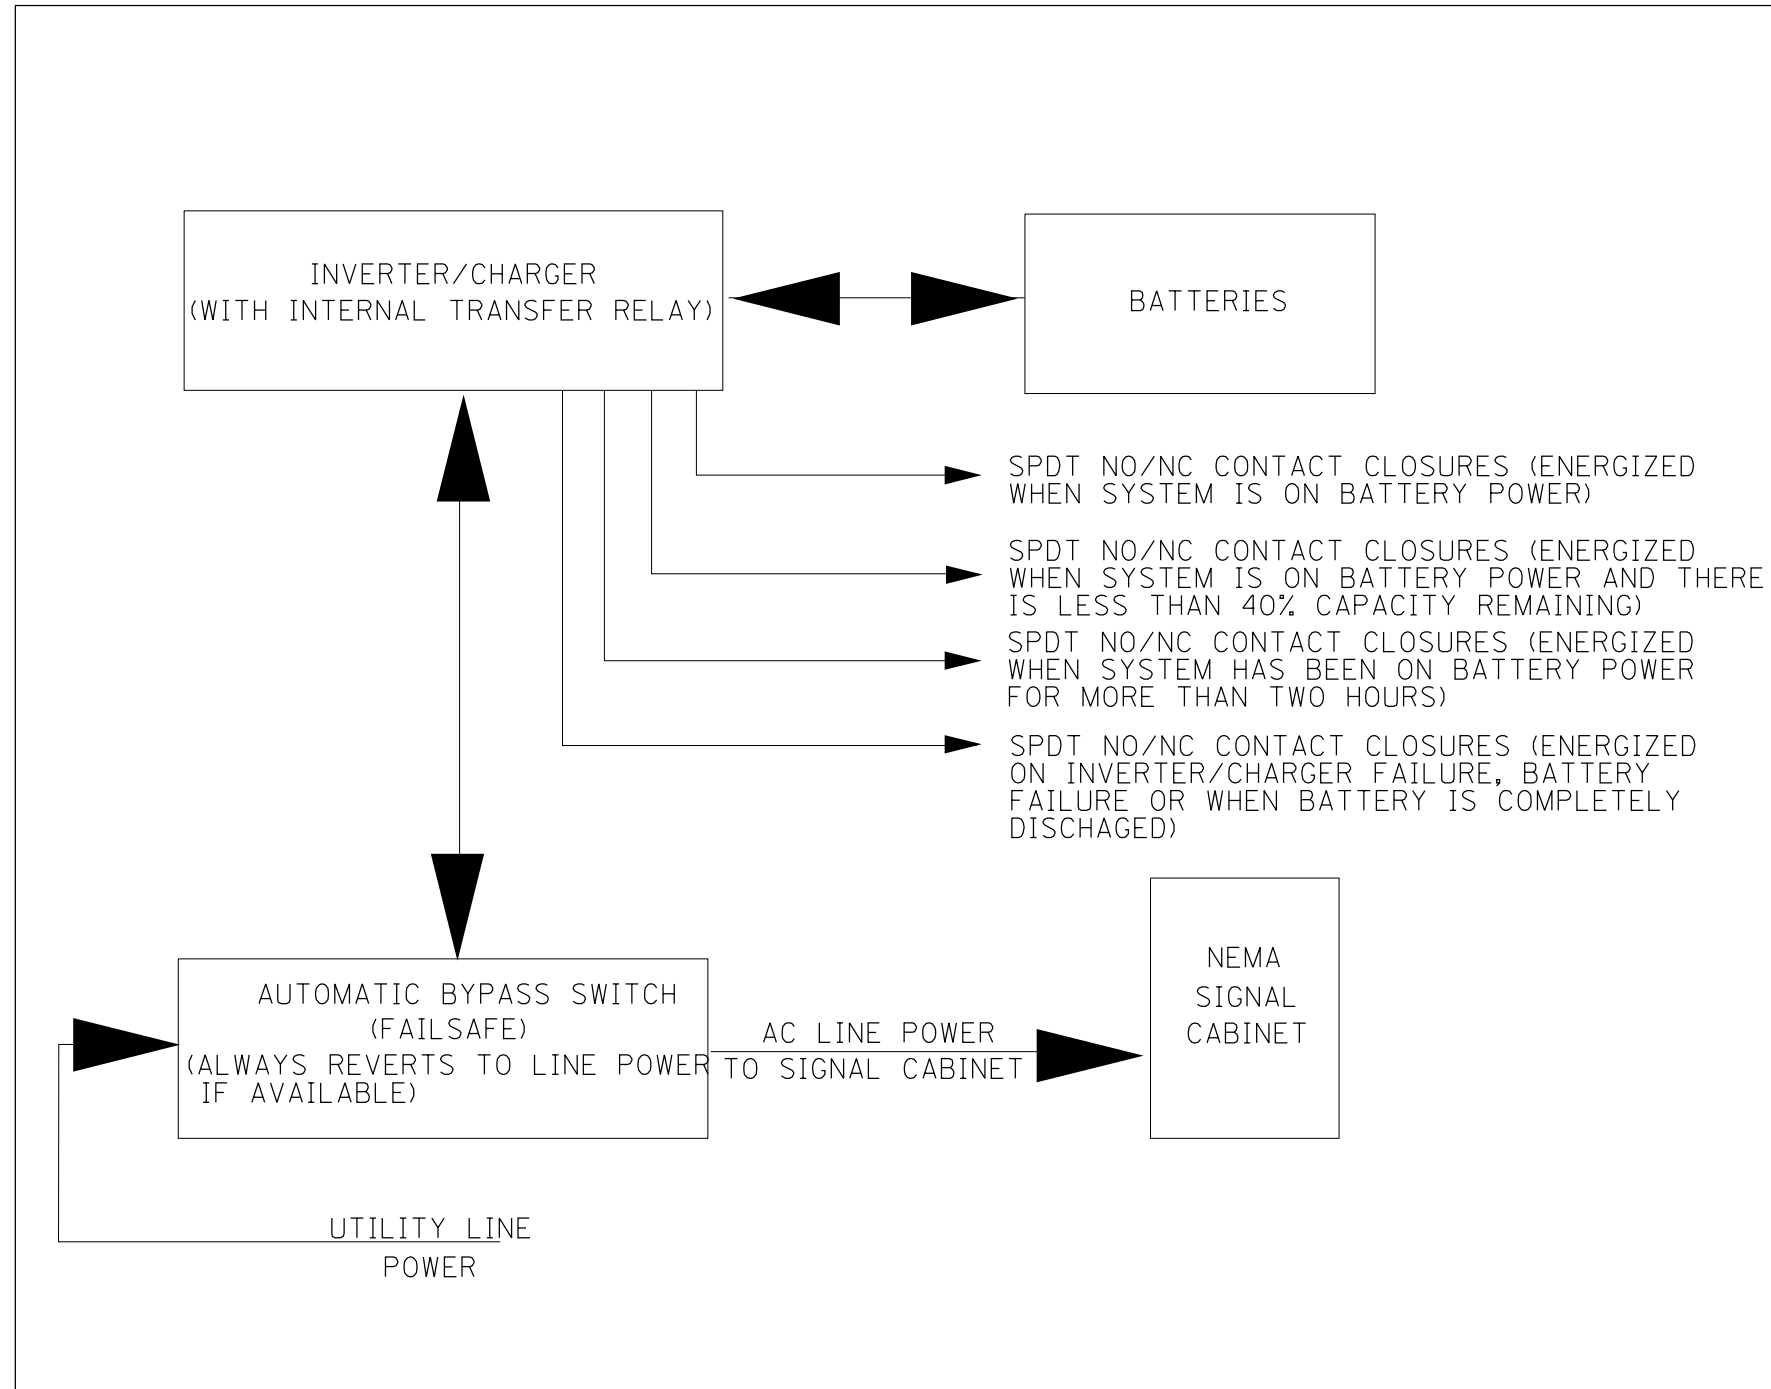 INVERTER/CHARGER
(WITH INTERNAL TRANSFER RELAY)
BATTERIES
SPDT NO/NC CONTACT CLOSURES (ENERGIZED
WHEN SYSTEM IS ON BATTERY POWER)
SPDT NO/NC CONTACT CLOSURES (ENERGIZED
WHEN SYSTEM IS ON BATTERY POWER AND THERE
IS LESS THAN 40% CAPACITY REMAINING)
SPDT NO/NC CONTACT CLOSURES (ENERGIZED
WHEN SYSTEM HAS BEEN ON BATTERY POWER
FOR MORE THAN TWO HOURS)
SPDT NO/NC CONTACT CLOSURES (ENERGIZED
ON INVERTER/CHARGER FAILURE, BATTERY
FAILURE OR WHEN BATTERY IS COMPLETELY
DISCHAGED)
AUTOMATIC BYPASS SWITCH
(FAILSAFE)
(ALWAYS REVERTS TO LINE POWER
IF AVAILABLE)
AC LINE POWER
TO SIGNAL CABINET
NEMA
SIGNAL
CABINET
UTILITY LINE
POWER